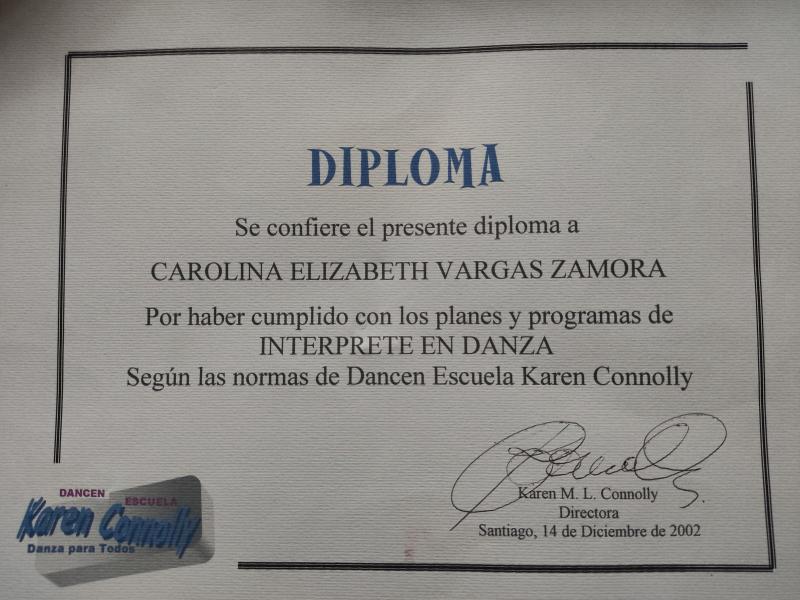 DIPLOMA
Se confiere el presente diploma a
CAROLINA ELIZABETH VARGAS ZAMORA
Por haber cumplido con los planes y programas de
INTERPRETE EN DANZA
Según las normas de Dancen Escuela Karen Connolly
Karen M. L. Connolly
Directora
Santiago, 14 de Diciembre de 2002
DANCEN ESCUELA
Karen Connolly
Danza para Todos